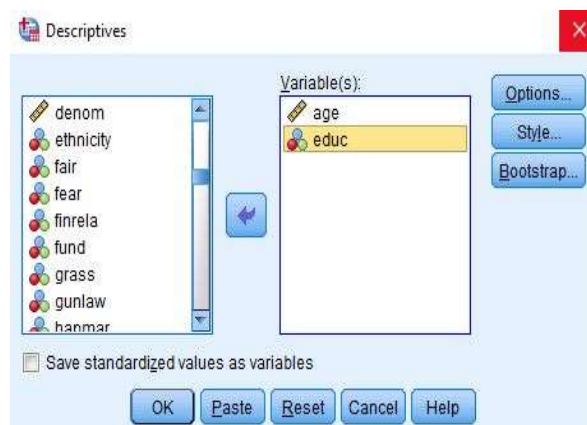 Descriptives
Variable(s):
denom
ethnicity
fair
fear
finrela
fund
grass
gunlaw
hanmar
age
educ
Options...
Style...
Bootstrap...
Save standardized values as variables
OK Paste Reset Cancel Help